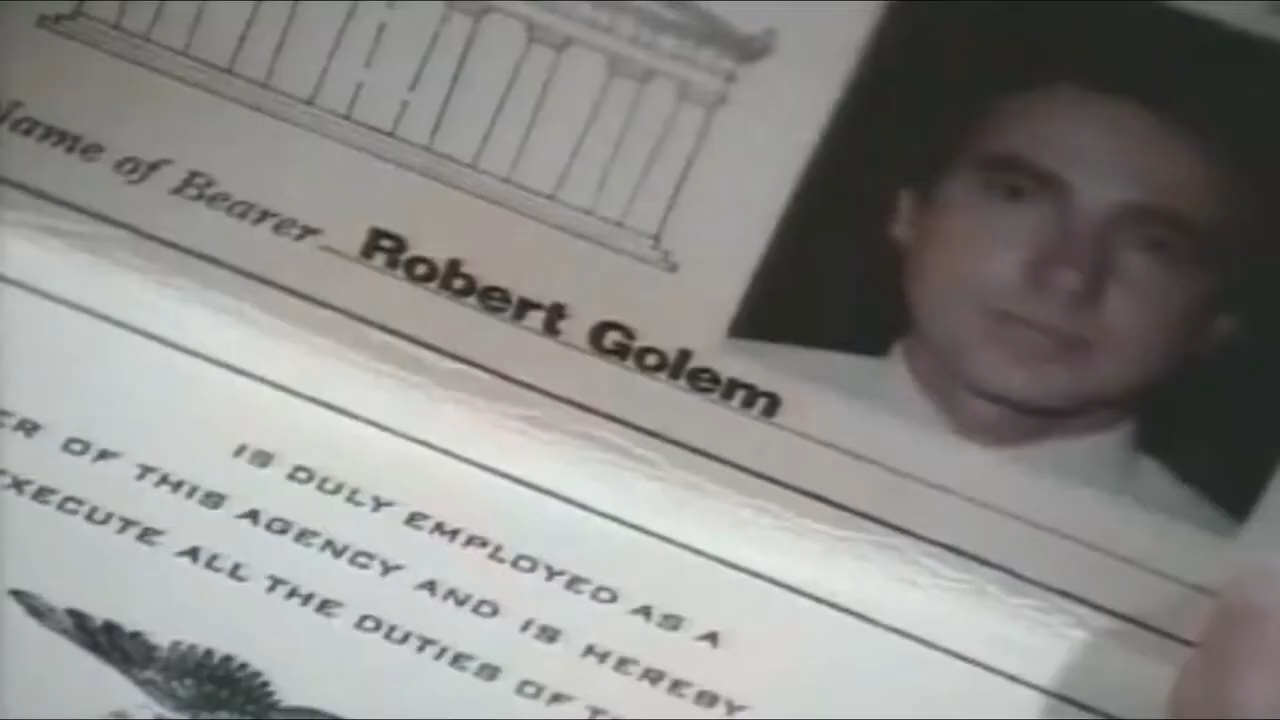 Name of Bearer Robert Golem
IS DULY EMPLOYED AS A
OF THIS AGENCY AND IS HEREBY
EXECUTE ALL THE DUTIES OF